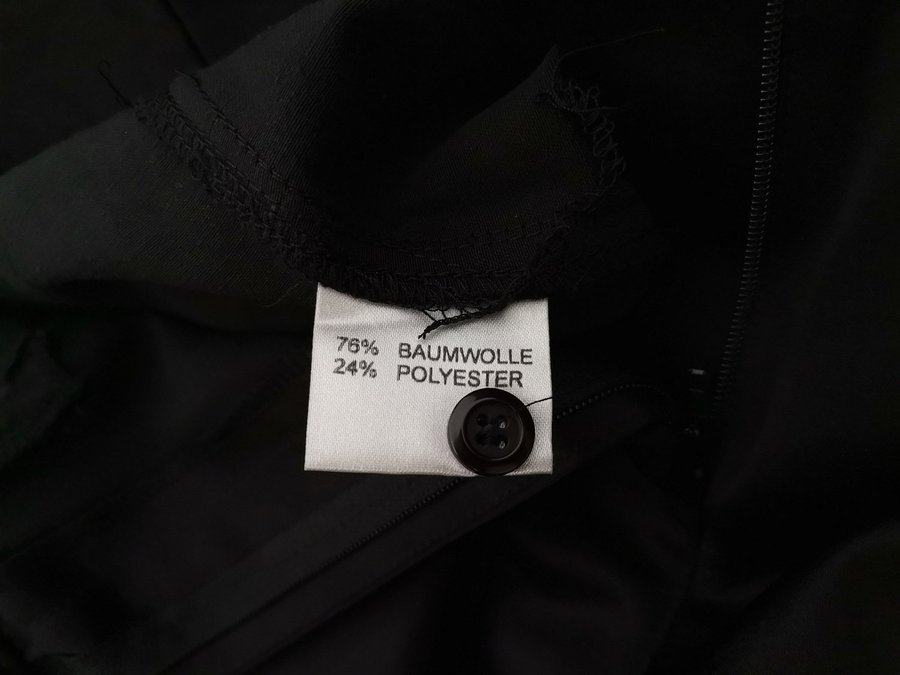 76% BAUMWOLLE
24% POLYESTER